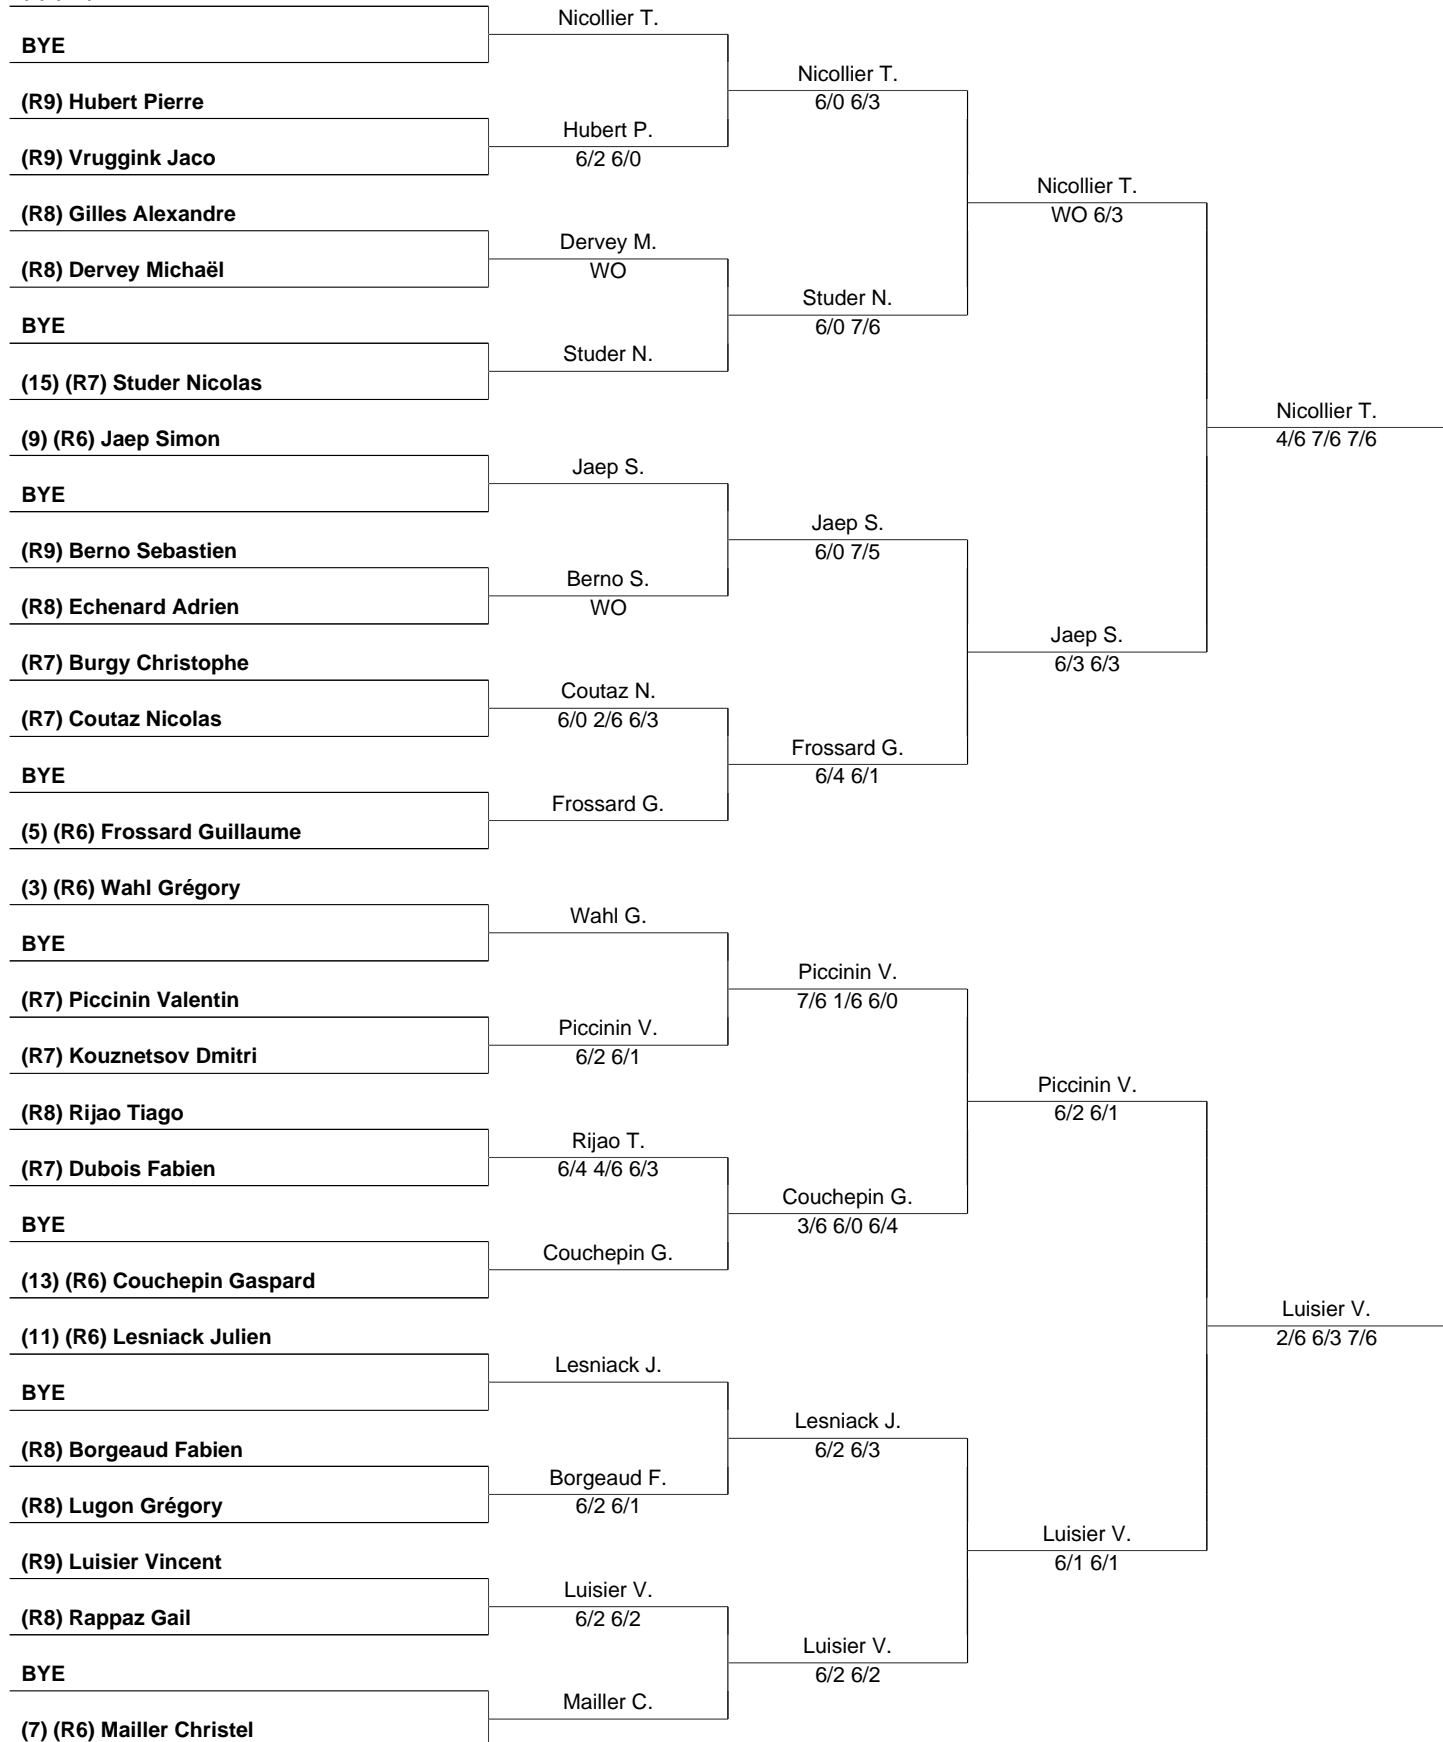 BYE
(R9) Hubert Pierre
(R9) Vruggink Jaco
(R8) Gilles Alexandre
(R8) Dervey Michaël
BYE
(15) (R7) Studer Nicolas
(9) (R6) Jaep Simon
BYE
(R9) Berno Sebastien
(R8) Echenard Adrien
(R7) Burgy Christophe
(R7) Coutaz Nicolas
BYE
(5) (R6) Frossard Guillaume
(3) (R6) Wahl Grégory
BYE
(R7) Piccinin Valentin
(R7) Kouznetsov Dmitri
(R8) Rijao Tiago
(R7) Dubois Fabien
BYE
(13) (R6) Couchepin Gaspard
(11) (R6) Lesniack Julien
BYE
(R8) Borgeaud Fabien
(R8) Lugon Grégory
(R9) Luisier Vincent
(R8) Rappaz Gail
BYE
(7) (R6) Mailler Christel
Nicollier T.
Hubert P.
6/2 6/0
Dervey M.
WO
Studer N.
Jaep S.
Berno S.
WO
Coutaz N.
6/0 2/6 6/3
Frossard G.
Wahl G.
Piccinin V.
6/2 6/1
Rijao T.
6/4 4/6 6/3
Couchepin G.
Lesniack J.
Borgeaud F.
6/2 6/1
Luisier V.
6/2 6/2
Mailler C.
Nicollier T.
6/0 6/3
Studer N.
6/0 7/6
Jaep S.
6/0 7/5
Frossard G.
6/4 6/1
Piccinin V.
7/6 1/6 6/0
Couchepin G.
3/6 6/0 6/4
Lesniack J.
6/2 6/3
Luisier V.
6/2 6/2
Nicollier T.
WO 6/3
Jaep S.
6/3 6/3
Piccinin V.
6/2 6/1
Luisier V.
6/1 6/1
Nicollier T.
4/6 7/6 7/6
Luisier V.
2/6 6/3 7/6